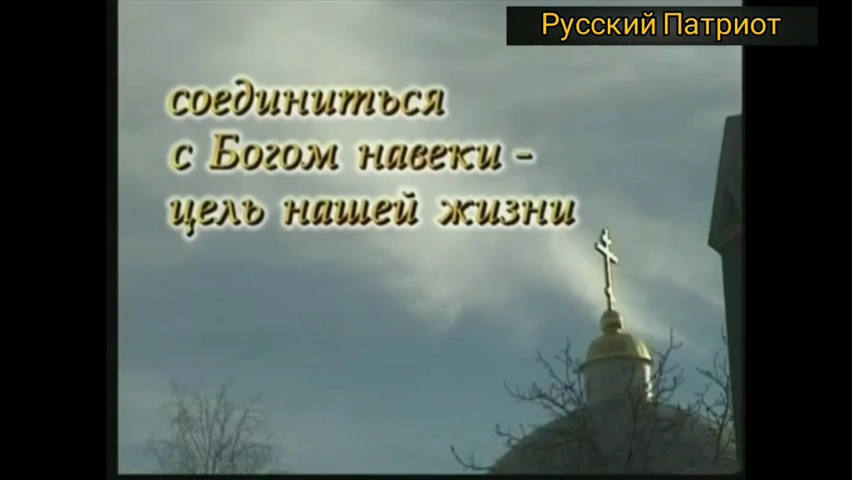 Русский Патриот
соединиться
с Богом навеки -
цель нашей жизни